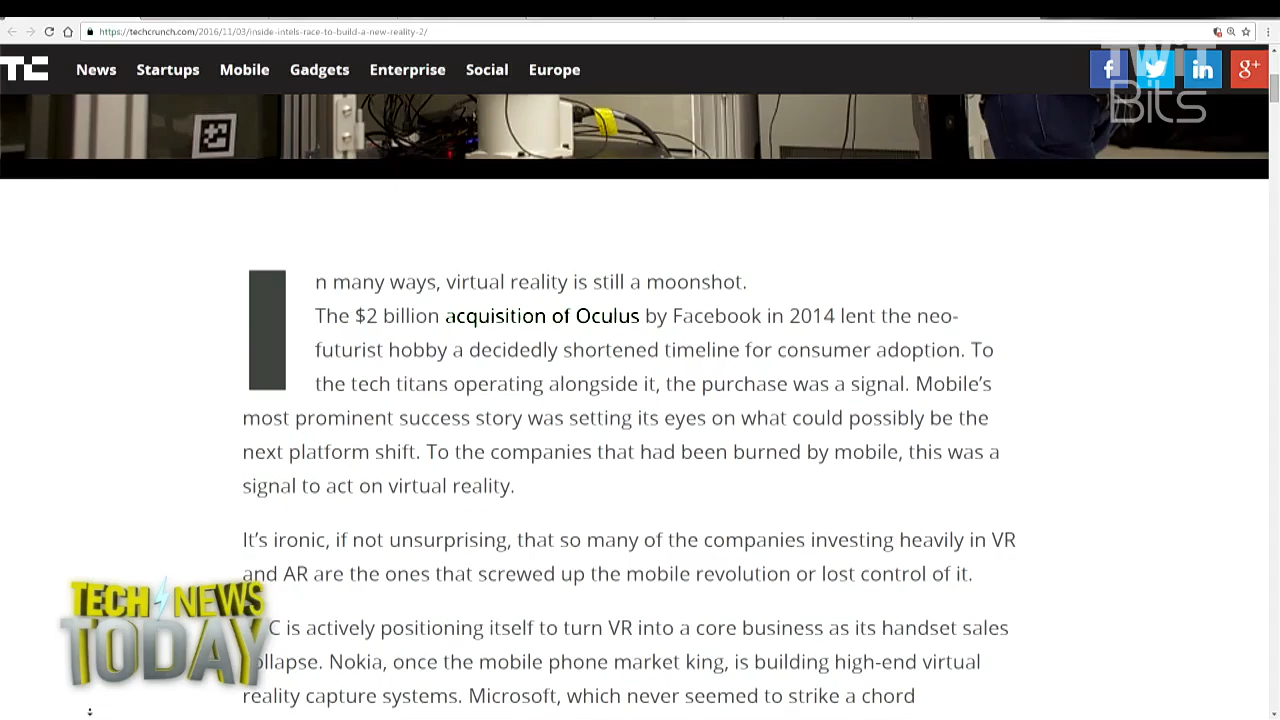 https://techcrunch.com/2016/11/03/inside-intels-race-to-build-a-new-reality-2/
TC News Startups Mobile Gadgets Enterprise Social Europe f in g+
TWiT
Bits
In many ways, virtual reality is still a moonshot.
The $2 billion acquisition of Oculus by Facebook in 2014 lent the neo-
futurist hobby a decidedly shortened timeline for consumer adoption. To
the tech titans operating alongside it, the purchase was a signal. Mobile’s
most prominent success story was setting its eyes on what could possibly be the
next platform shift. To the companies that had been burned by mobile, this was a
signal to act on virtual reality.
It’s ironic, if not unsurprising, that so many of the companies investing heavily in VR
and AR are the ones that screwed up the mobile revolution or lost control of it.
C is actively positioning itself to turn VR into a core business as its handset sales
ollapse. Nokia, once the mobile phone market king, is building high-end virtual
reality capture systems. Microsoft, which never seemed to strike a chord
TECH NEWS
TODAY